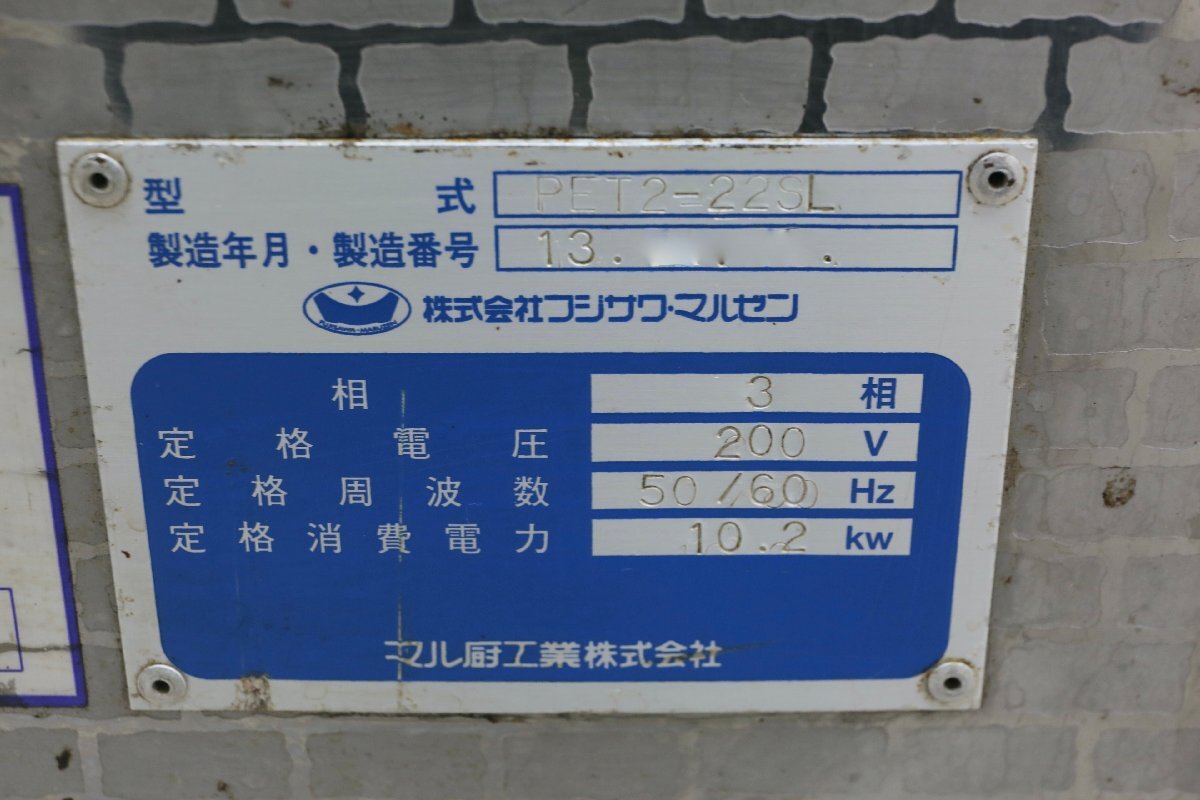 型式 PET2-22SL
製造年月・製造番号 13. . .
FUJISAWA-MARUZEN 株式会社フジサワ・マルゼン
相 3 相
定格電圧 200 V
定格周波数 50/60 Hz
定格消費電力 10.2 kw
マル厨工業株式会社